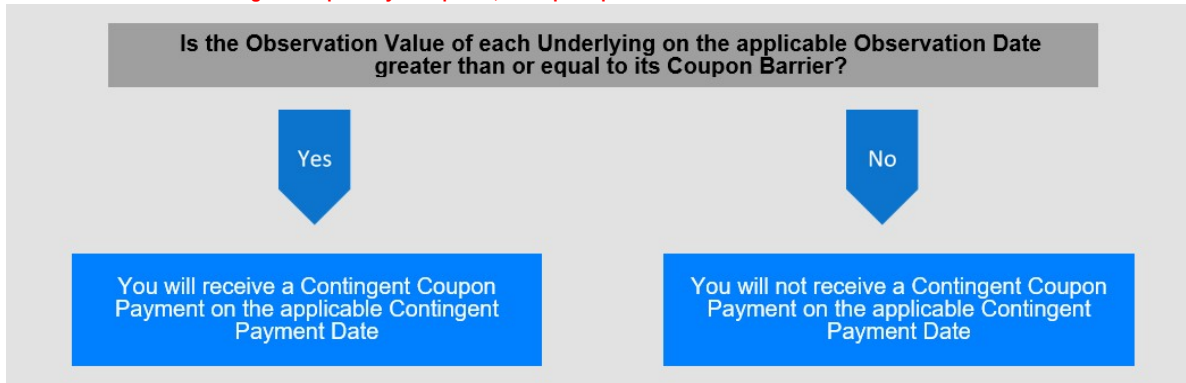 Is the Observation Value of each Underlying on the applicable Observation Date
greater than or equal to its Coupon Barrier?
Yes
No
You will receive a Contingent Coupon
Payment on the applicable Contingent
Payment Date
You will not receive a Contingent Coupon
Payment on the applicable Contingent
Payment Date